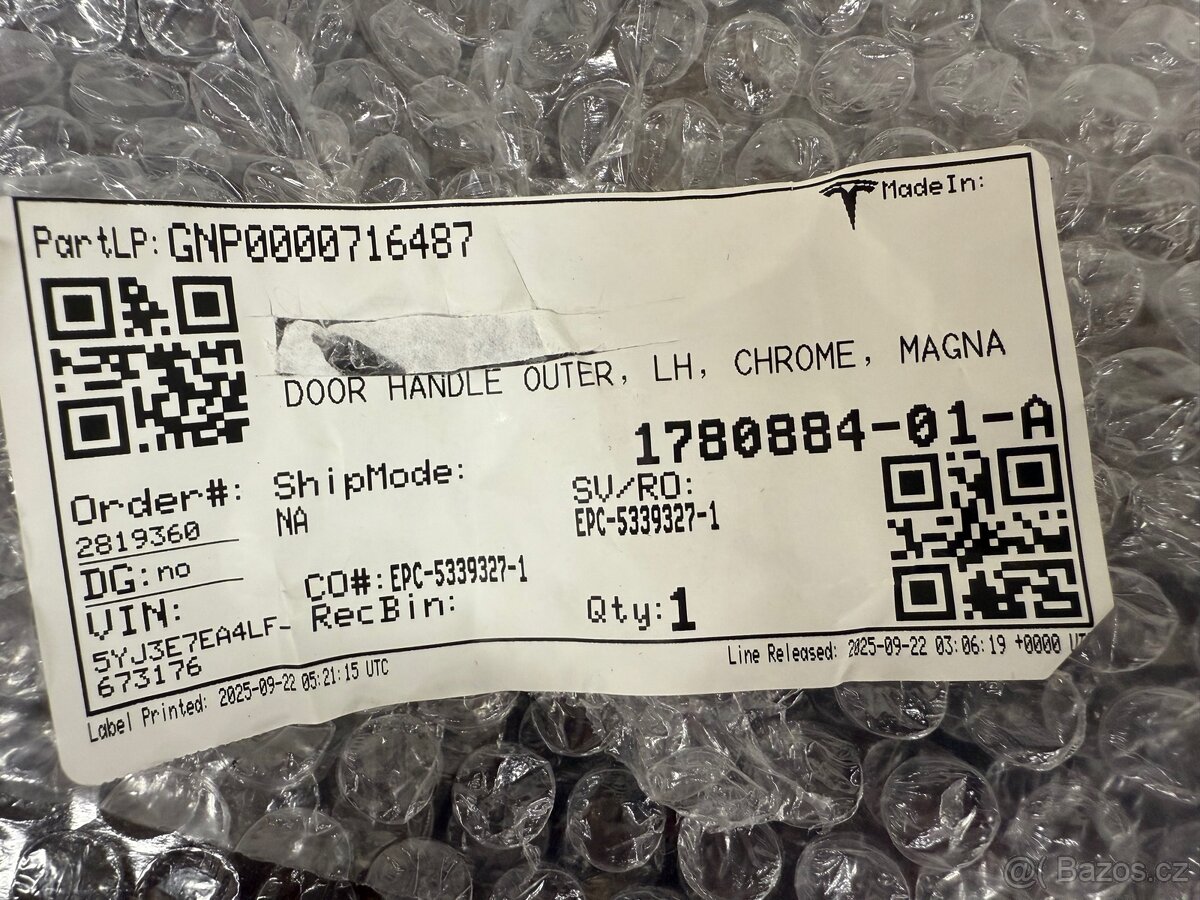 MadeIn:
PartLP: GNP0000716487
DOOR HANDLE OUTER, LH, CHROME, MAGNA
1780884-01-A
Order#:
2819360
ShipMode:
NA
SV/RO:
EPC-5339327-1
DG: no
CO#: EPC-5339327-1
VIN:
5YJ3E7EA4LF-
673176
RecBin:
Qty: 1
Label Printed: 2025-09-22 05:21:15 UTC
Line Released: 2025-09-22 03:06:19 +0000 UT
@( Bazos.cz